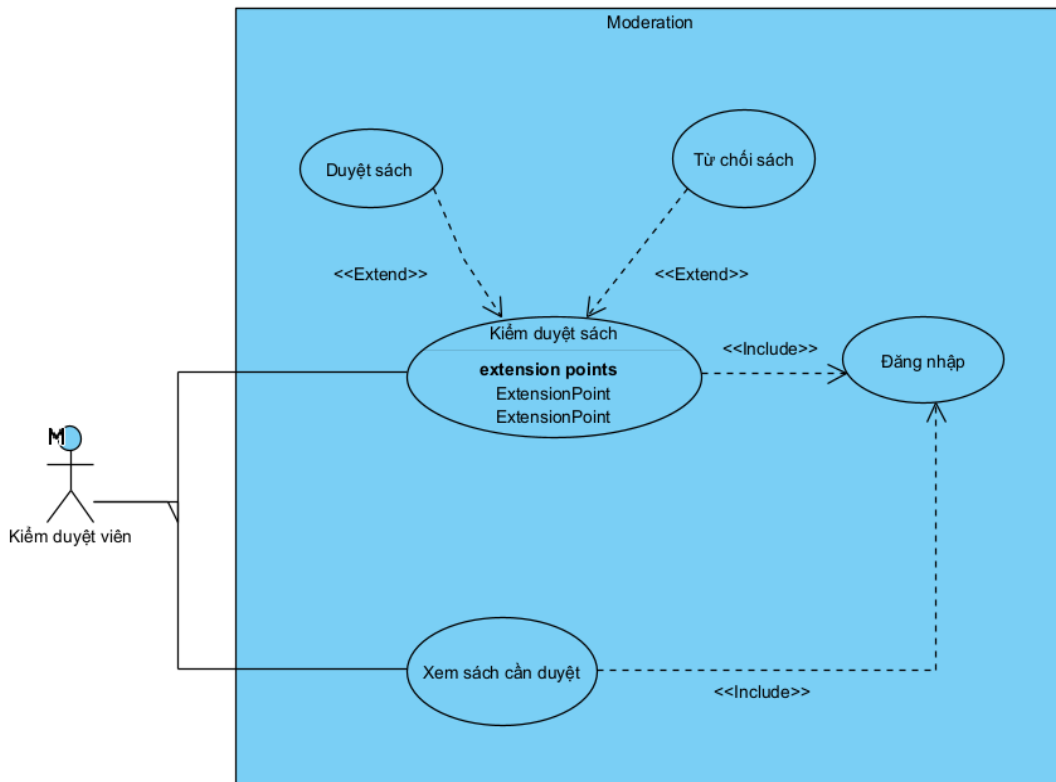 Moderation
Duyệt sách
Từ chối sách
<<Extend>>
<<Extend>>
Kiểm duyệt sách
extension points
ExtensionPoint
ExtensionPoint
<<Include>>
Đăng nhập
M
Kiểm duyệt viên
Xem sách cần duyệt
<<Include>>